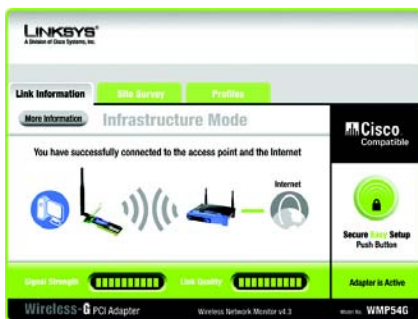 LINKSYS®
A Division of Cisco Systems, Inc.
Link Information
Site Survey
Profiles
More Information
Infrastructure Mode
Cisco
Compatible
You have successfully connected to the access point and the Internet
Internet
Secure Easy Setup
Push Button
Signal Strength
Link Quality
Adapter is Active
Wireless-G PCI Adapter
Wireless Network Monitor v4.3
Model No. WMP54G